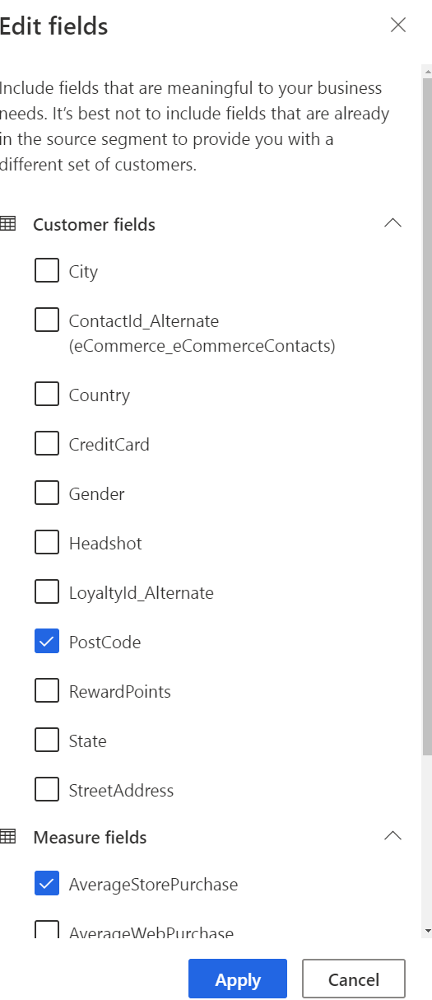 Edit fields
Include fields that are meaningful to your business
needs. It's best not to include fields that are already
in the source segment to provide you with a
different set of customers.
Customer fields
City
ContactId_Alternate
(eCommerce_eCommerceContacts)
Country
CreditCard
Gender
Headshot
LoyaltyId_Alternate
PostCode
RewardPoints
State
StreetAddress
Measure fields
AverageStorePurchase
AverageWebPurchase
Apply
Cancel